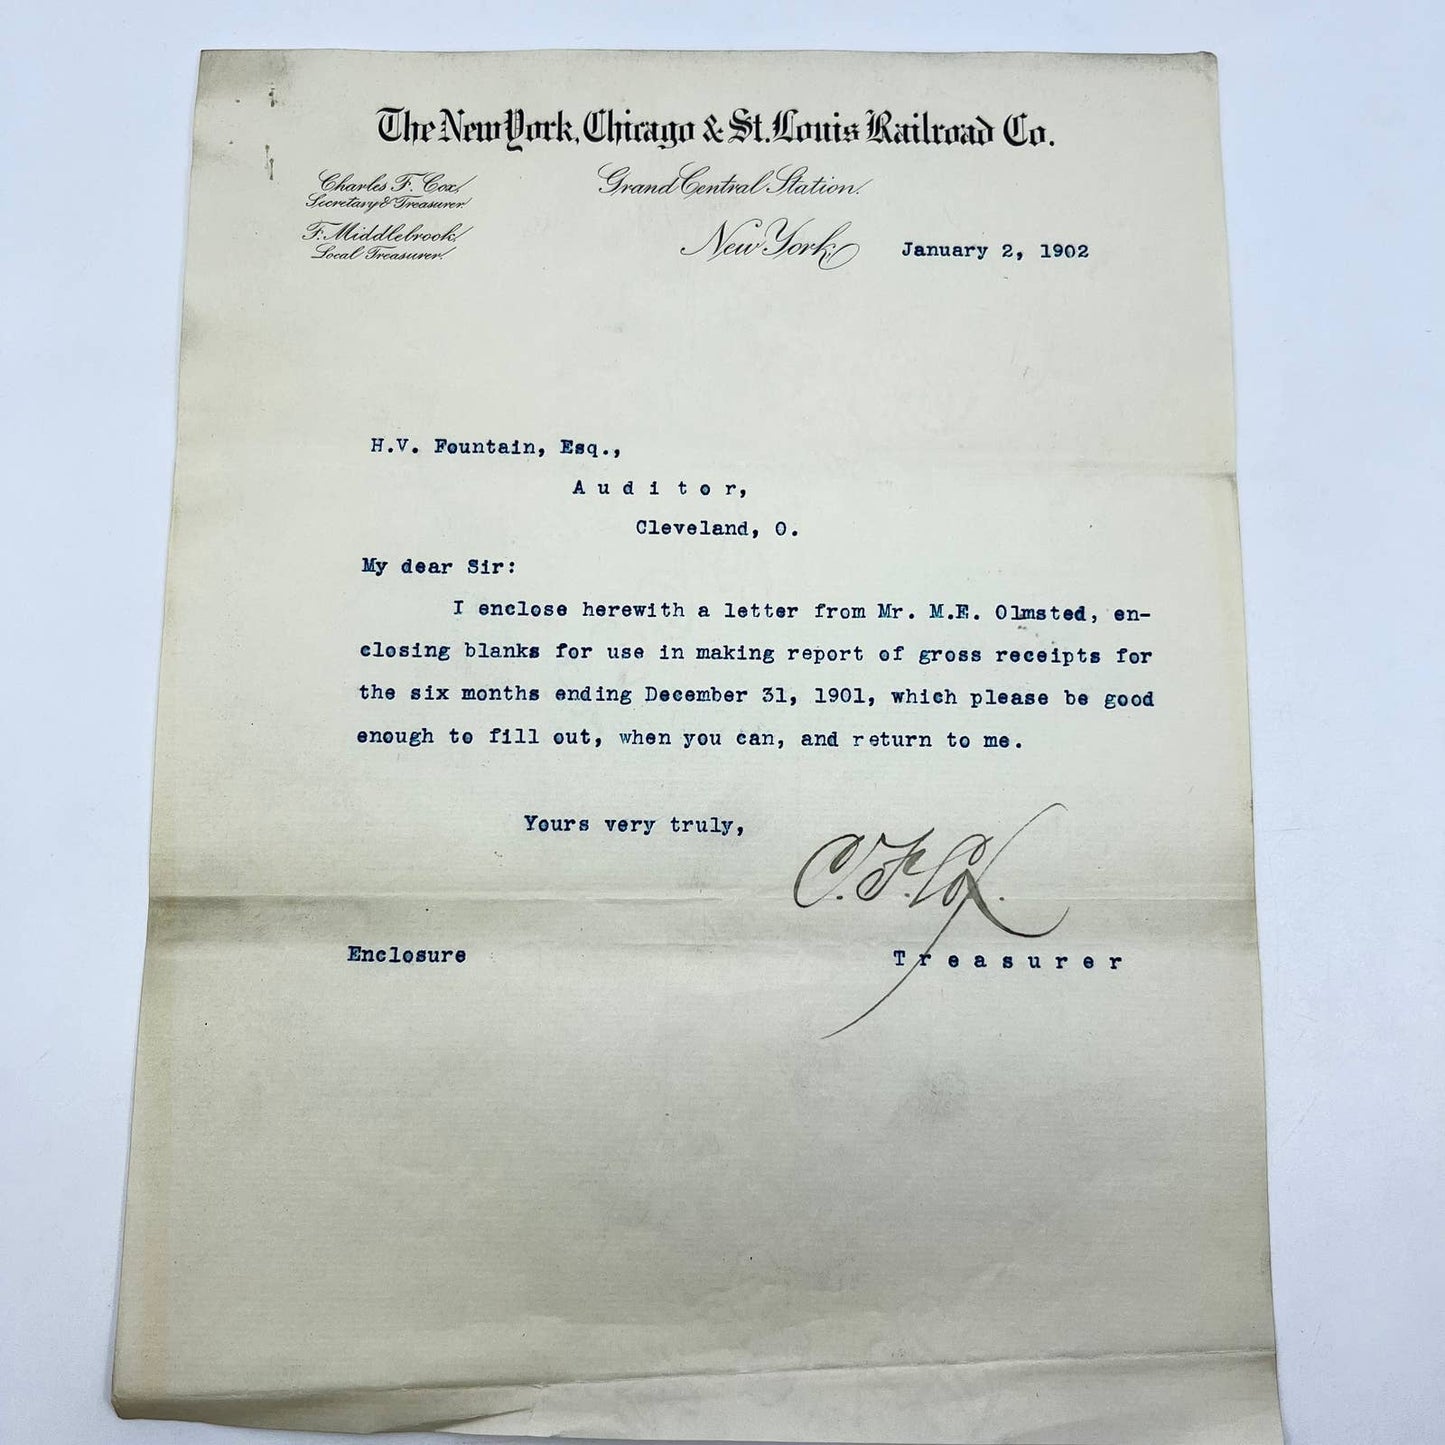 The New York, Chicago & St. Louis Railroad Co.
Charles F. Cox,
Secretary & Treasurer.
F. Middlebrook,
Local Treasurer.
Grand Central Station.
New York,
January 2, 1902
H.V. Fountain, Esq.,
A u d i t o r,
Cleveland, O.
My dear Sir:
I enclose herewith a letter from Mr. M.E. Olmsted, en-
closing blanks for use in making report of gross receipts for
the six months ending December 31, 1901, which please be good
enough to fill out, when you can, and return to me.
Yours very truly,
C. F. Cox.
Enclosure
T r e a s u r e r